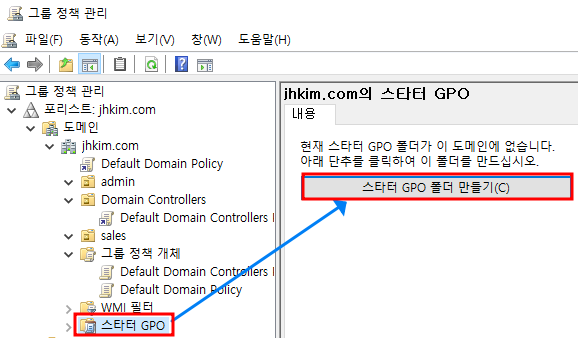 그룹 정책 관리
파일(F) 동작(A) 보기(V) 창(W) 도움말(H)
그룹 정책 관리
포리스트: jhkim.com
도메인
jhkim.com
Default Domain Policy
admin
Domain Controllers
Default Domain Controllers
sales
그룹 정책 개체
Default Domain Controllers
Default Domain Policy
WMI 필터
스타터 GPO
jhkim.com의 스타터 GPO
내용
현재 스타터 GPO 폴더가 이 도메인에 없습니다.
아래 단추를 클릭하여 이 폴더를 만드십시오.
스타터 GPO 폴더 만들기(C)